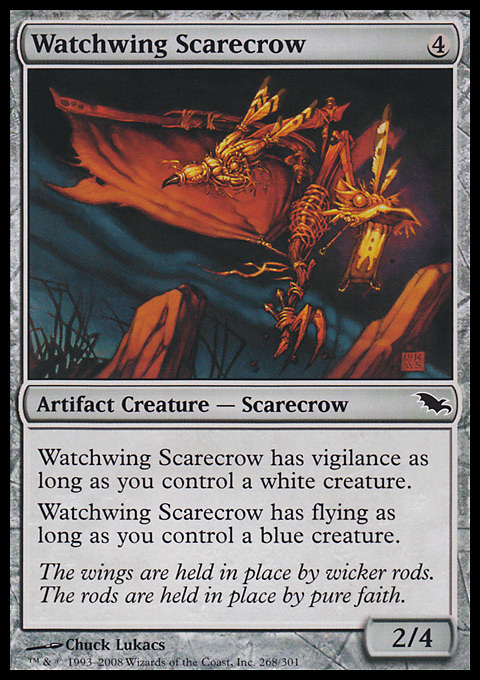 Watchwing Scarecrow 4
Artifact Creature — Scarecrow
Watchwing Scarecrow has vigilance as
long as you control a white creature.
Watchwing Scarecrow has flying as
long as you control a blue creature.
The wings are held in place by wicker rods.
The rods are held in place by pure faith.
Chuck Lukacs
2/4
™ & © 1993–2008 Wizards of the Coast, Inc. 268/301